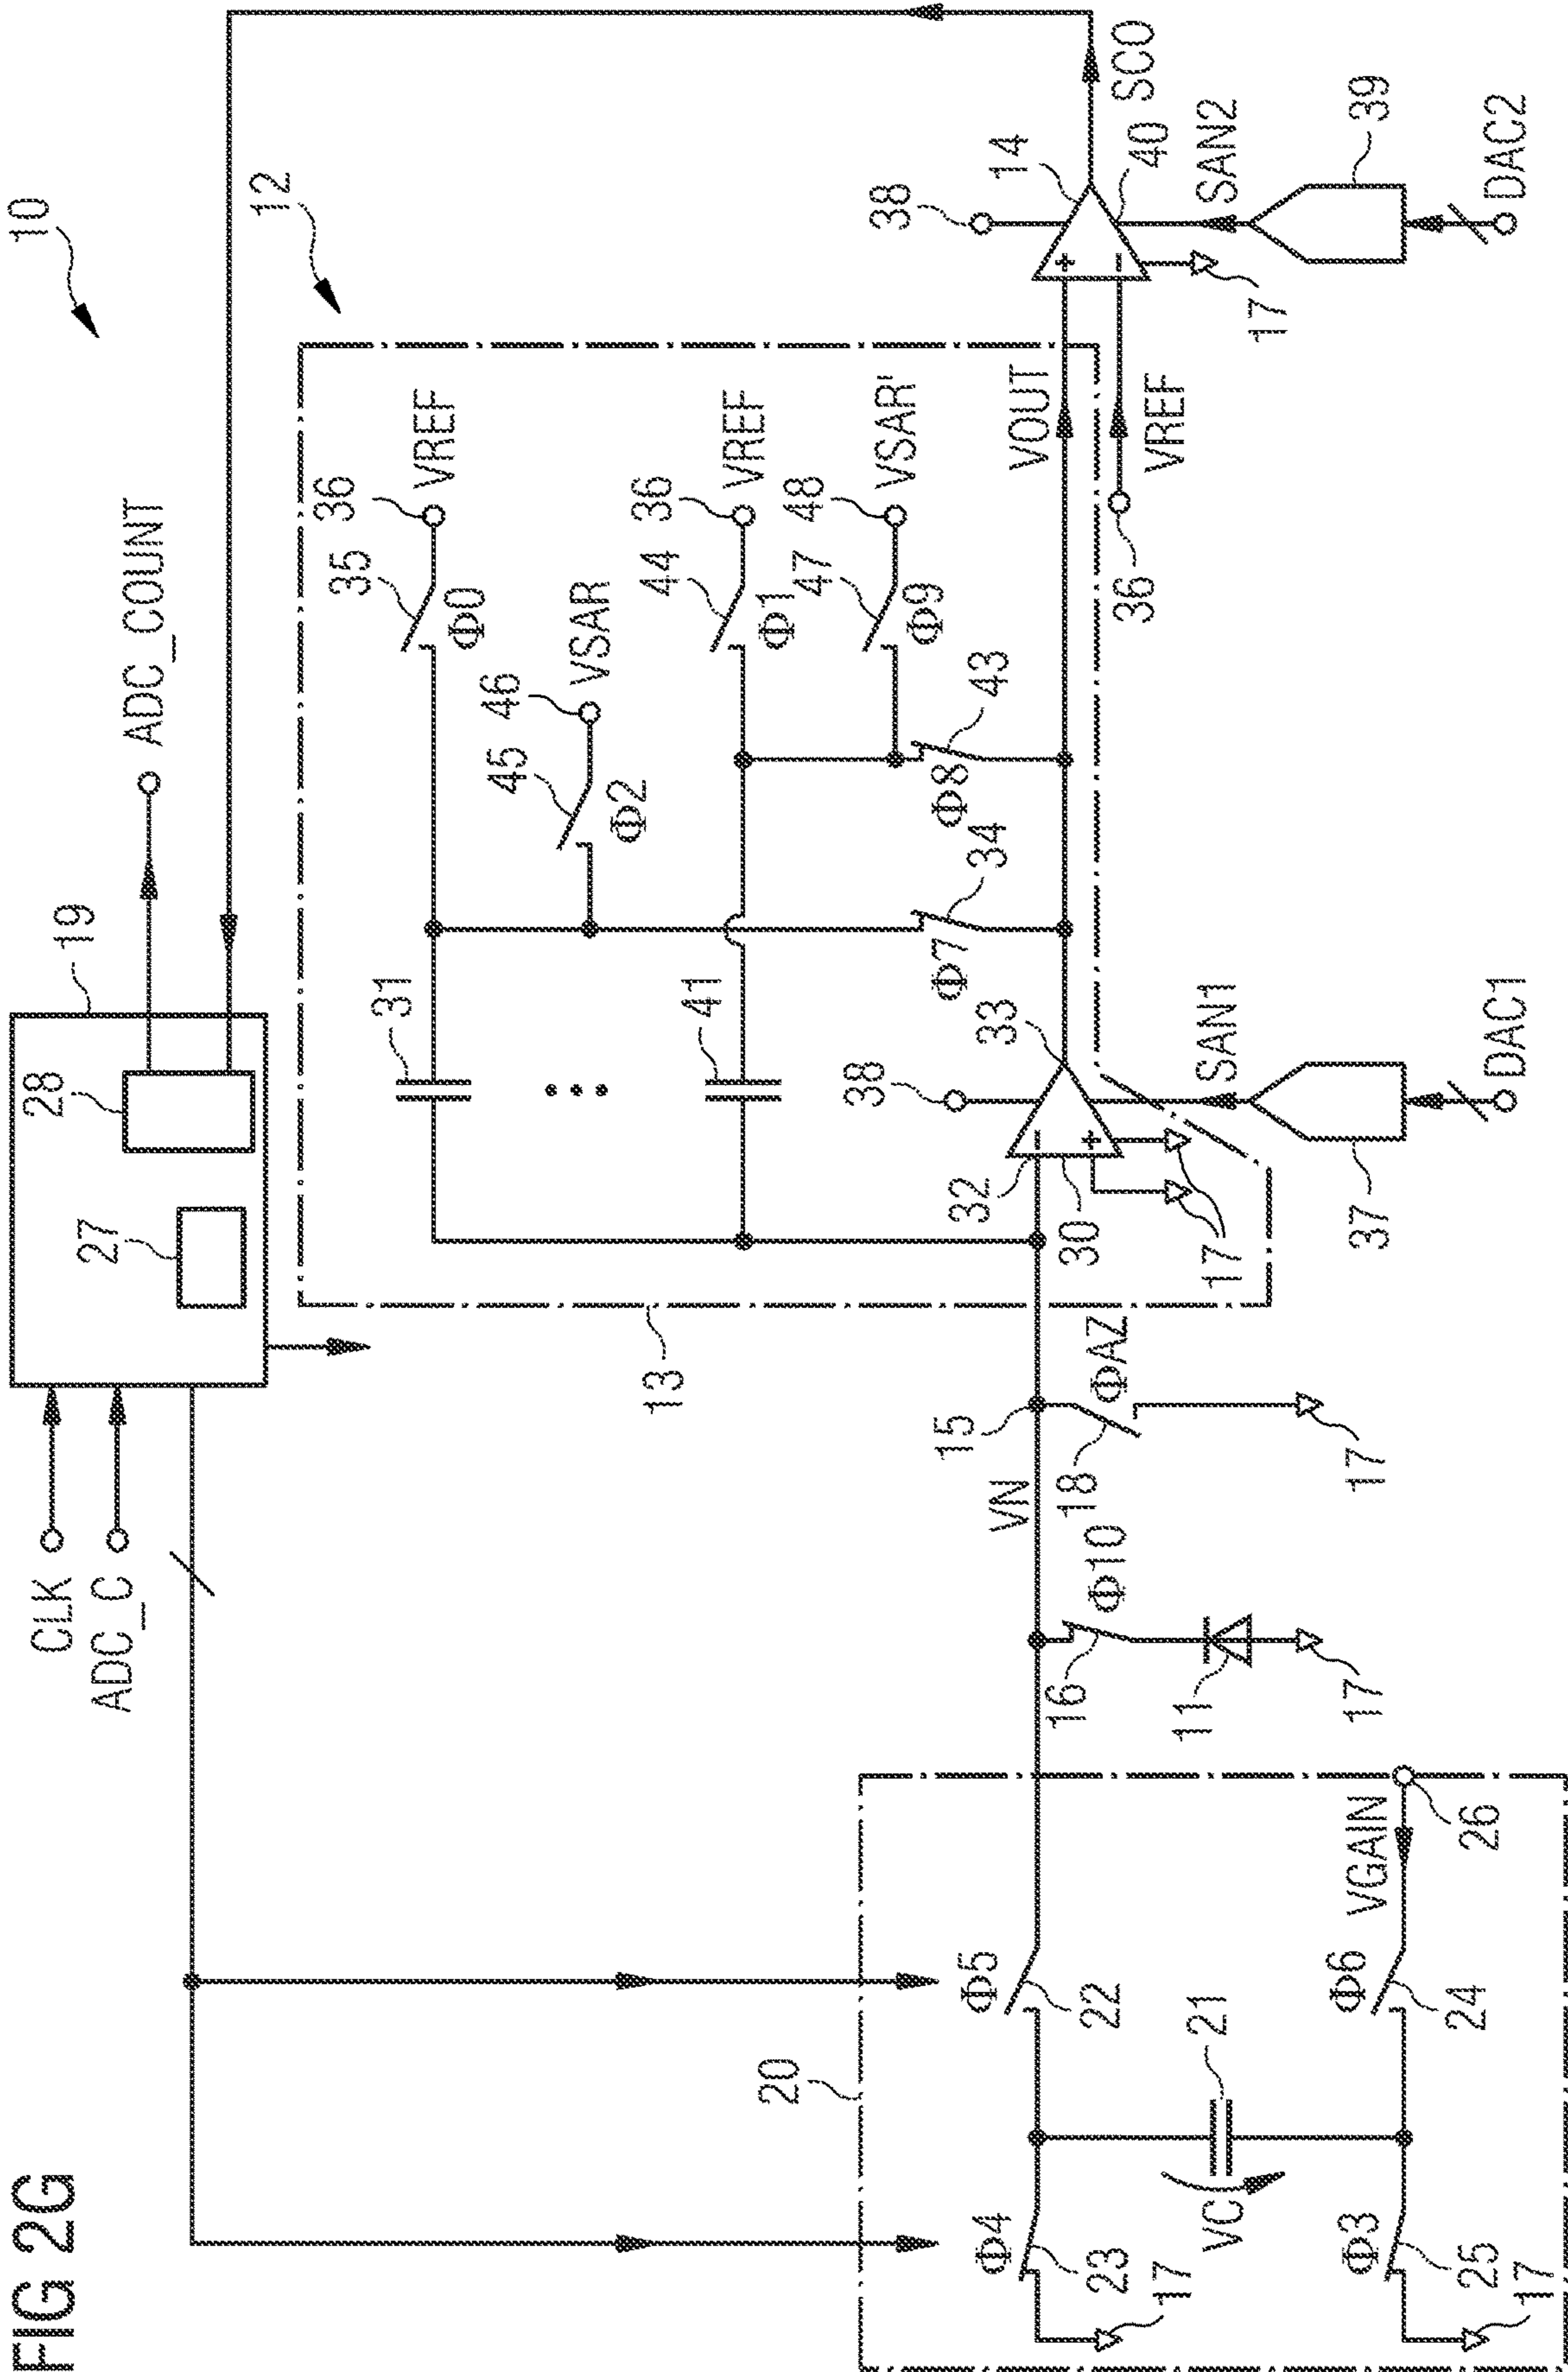 FIG 2G
10
CLK
ADC_C
19
27
28
ADC_COUNT
12
13
31
41
35
36
VREF
Φ0
45
46
VSAR
Φ2
44
36
VREF
Φ1
47
48
VSAR'
Φ9
Φ7
34
Φ8
43
VOUT
VREF
36
38
14
SCO
40
17
SAN2
39
DAC2
38
33
32
30
17
SAN1
37
DAC1
15
ΦAZ
18
17
VN
Φ10
16
11
17
20
Φ5
22
Φ4
23
17
21
VC
VGAIN
26
Φ6
24
Φ3
25
17
+
−
−
+